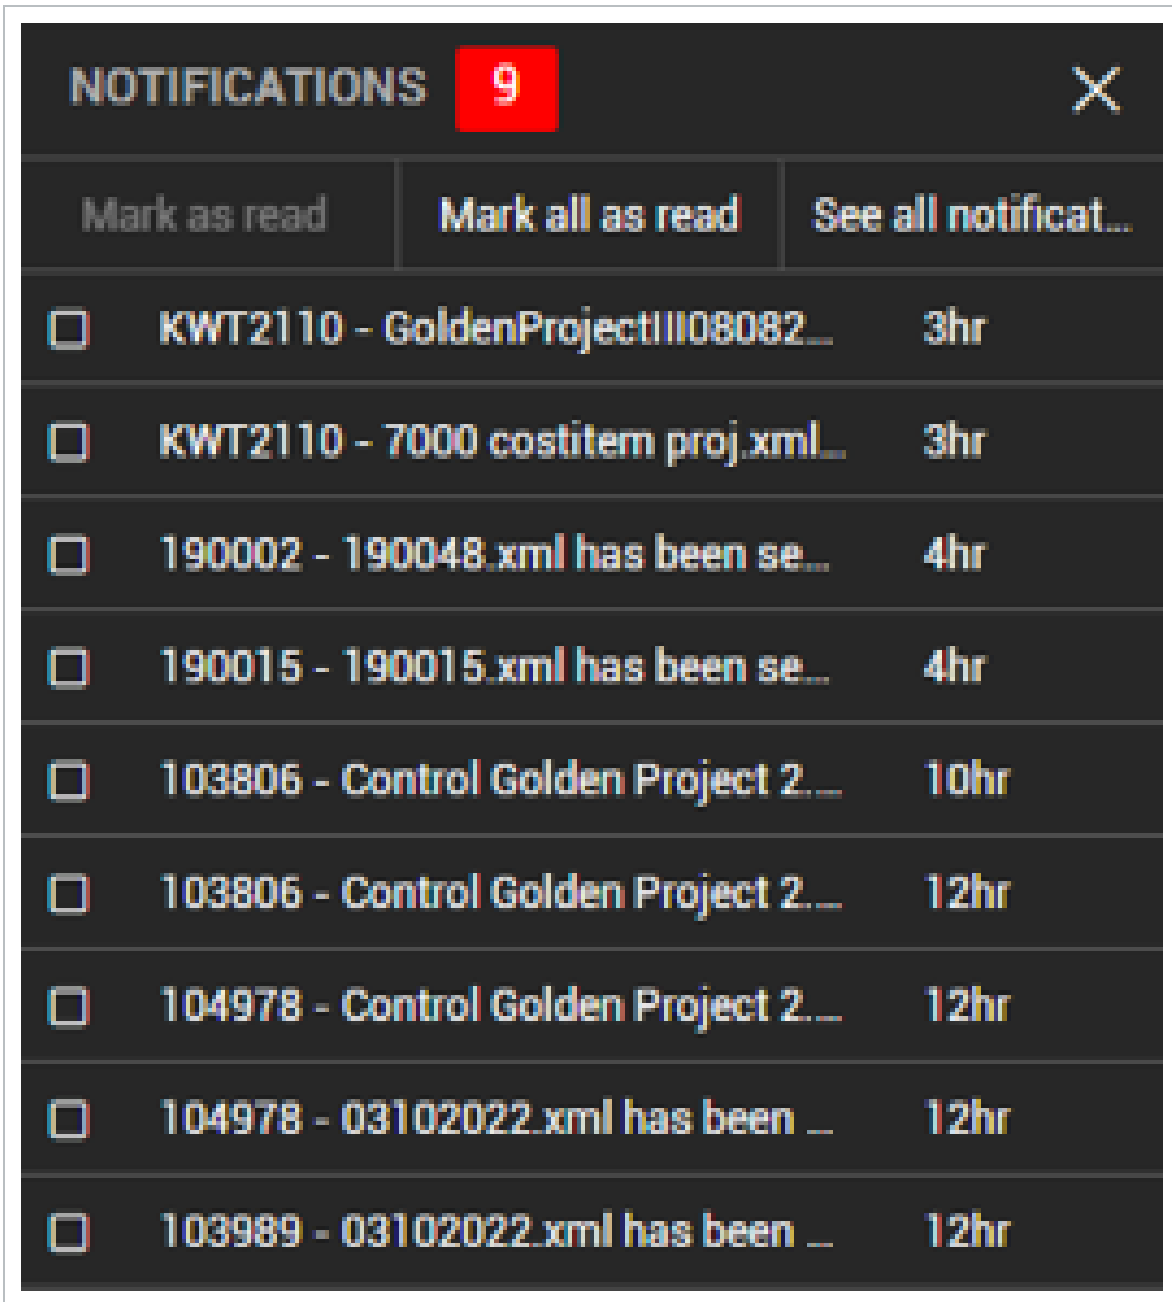 NOTIFICATIONS 9
Mark as read Mark all as read See all notificat...
KWT2110 - GoldenProjectIII08082... 3hr
KWT2110 - 7000 costitem proj.xml... 3hr
190002 - 190048.xml has been se... 4hr
190015 - 190015.xml has been se... 4hr
103806 - Control Golden Project 2.... 10hr
103806 - Control Golden Project 2.... 12hr
104978 - Control Golden Project 2.... 12hr
104978 - 03102022.xml has been ... 12hr
103989 - 03102022.xml has been ... 12hr